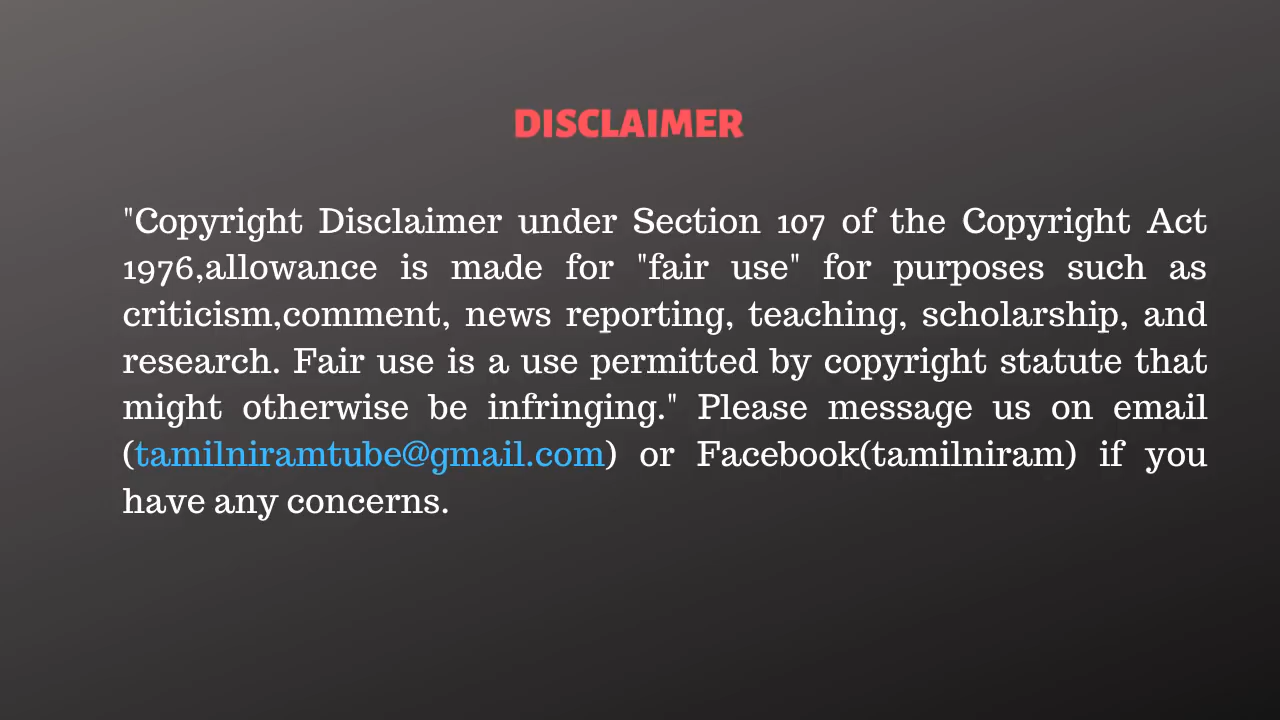 DISCLAIMER
"Copyright Disclaimer under Section 107 of the Copyright Act
1976,allowance is made for "fair use" for purposes such as
criticism,comment, news reporting, teaching, scholarship, and
research. Fair use is a use permitted by copyright statute that
might otherwise be infringing." Please message us on email
(tamilniramtube@gmail.com) or Facebook(tamilniram) if you
have any concerns.